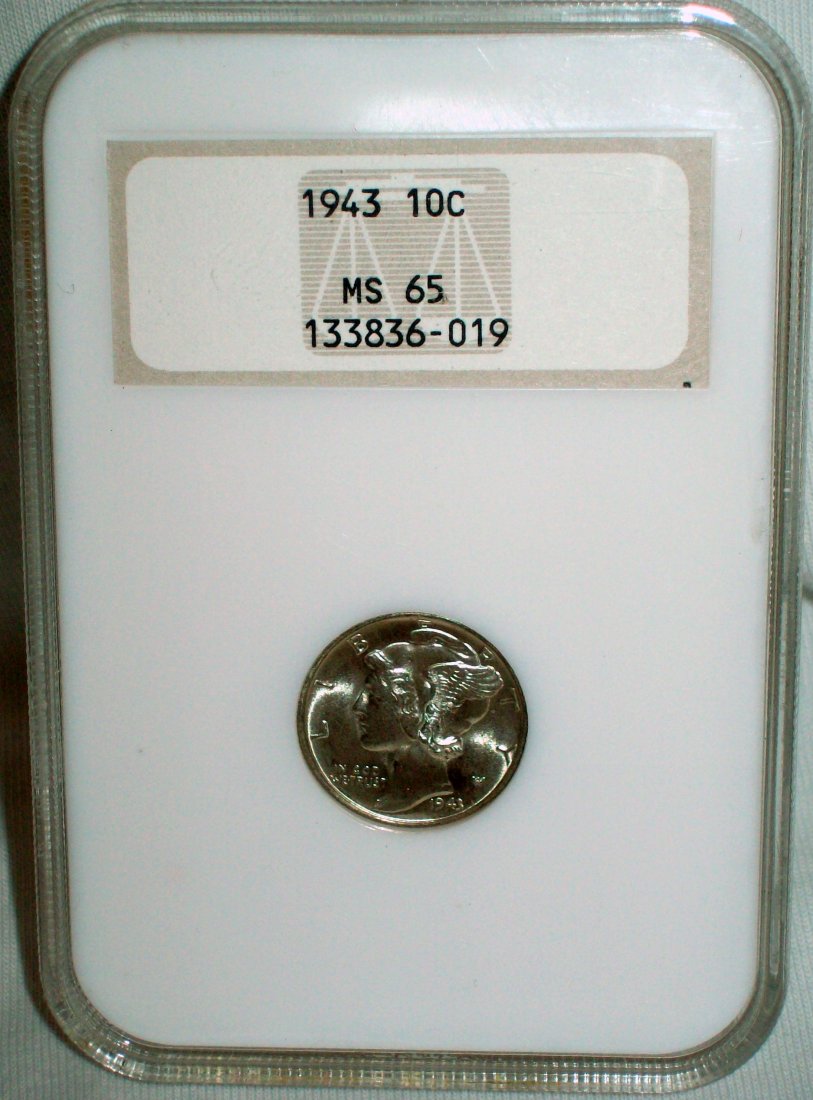 1943 10C
MS 65
133836-019
LIBERTY
IN GOD
WE TRUST
1943